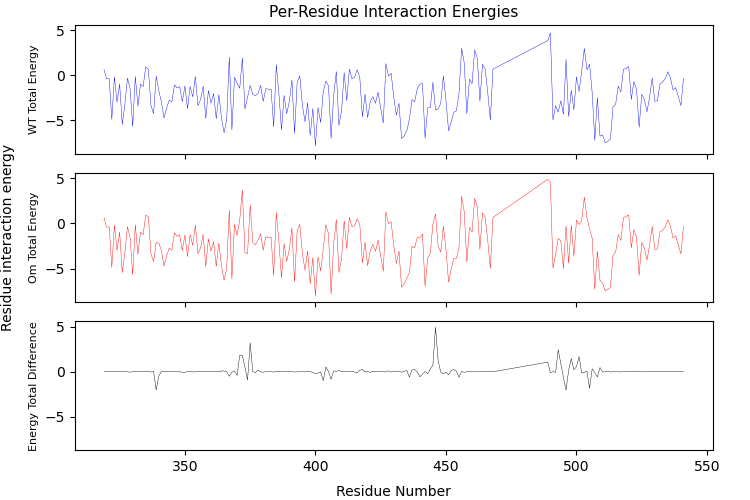 Per-Residue Interaction Energies
Residue interaction energy
WT Total Energy
5
0
−5
Om Total Energy
5
0
−5
Energy Total Difference
5
0
−5
350
400
450
500
550
Residue Number